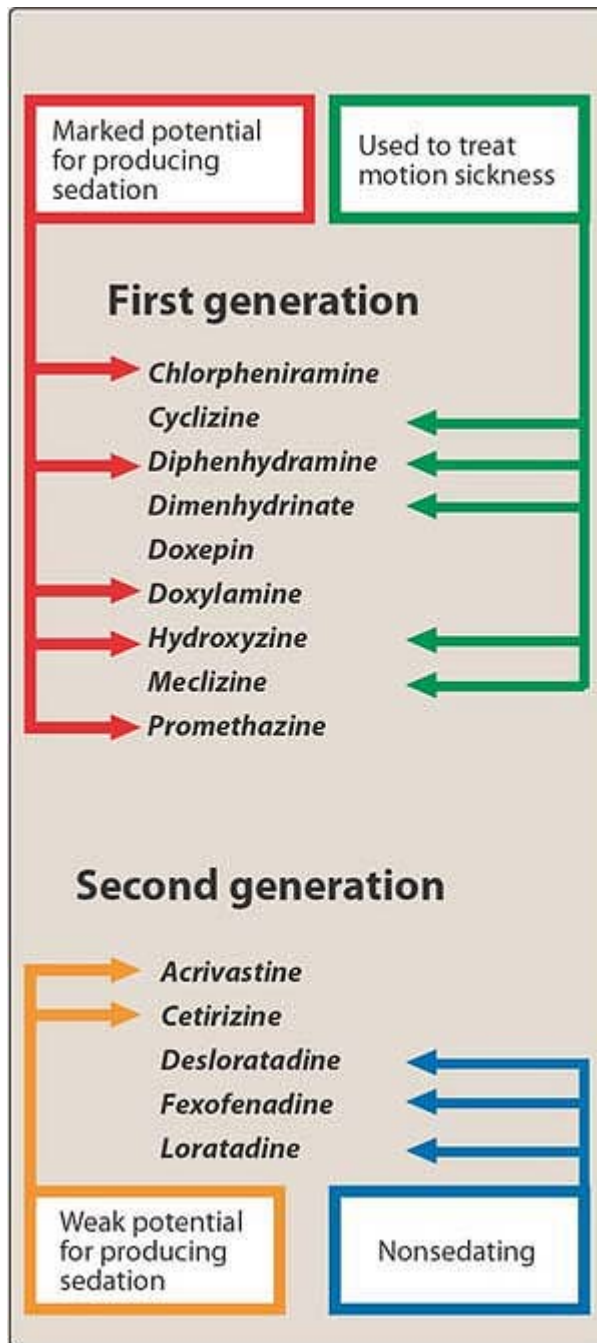 Marked potential
for producing
sedation
Used to treat
motion sickness
First generation
Chlorpheniramine
Cyclizine
Diphenhydramine
Dimenhydrinate
Doxepin
Doxylamine
Hydroxyzine
Meclizine
Promethazine
Second generation
Acrivastine
Cetirizine
Desloratadine
Fexofenadine
Loratadine
Weak potential
for producing
sedation
Nonsedating